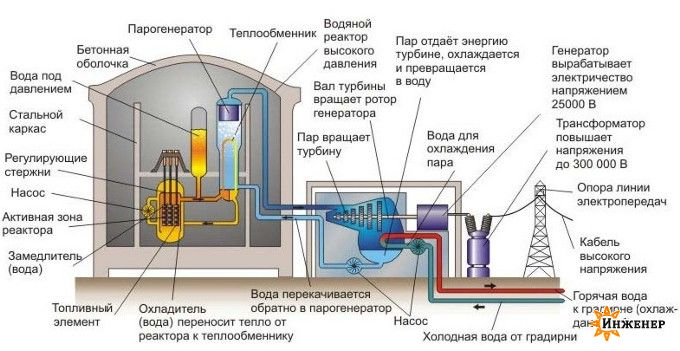 Парогенератор
Теплообменник
Водяной
реактор
высокого
давления
Пар отдаёт энергию
турбине, охлаждается
и превращается
в воду
Генератор
вырабатывает
электричество
напряжением
25000 В
Бетонная
оболочка
Вода под
давлением
Вал турбины
вращает ротор
генератора
Стальной
каркас
Пар вращает
турбину
Вода для
охлаждения
пара
Трансформатор
повышает
напряжения
до 300 000 В
Регулирующие
стержни
Насос
Опора линии
электропередач
Активная зона
реактора
Замедлитель
(вода)
Кабель
высокого
напряжения
Топливный
элемент
Охладитель
(вода) переносит тепло от
реактора к теплообменнику
Вода перекачивается
обратно в парогенератор
Насос
Горячая вода
к градирне (охлаж-
Холодная вода от градирни
Инженер